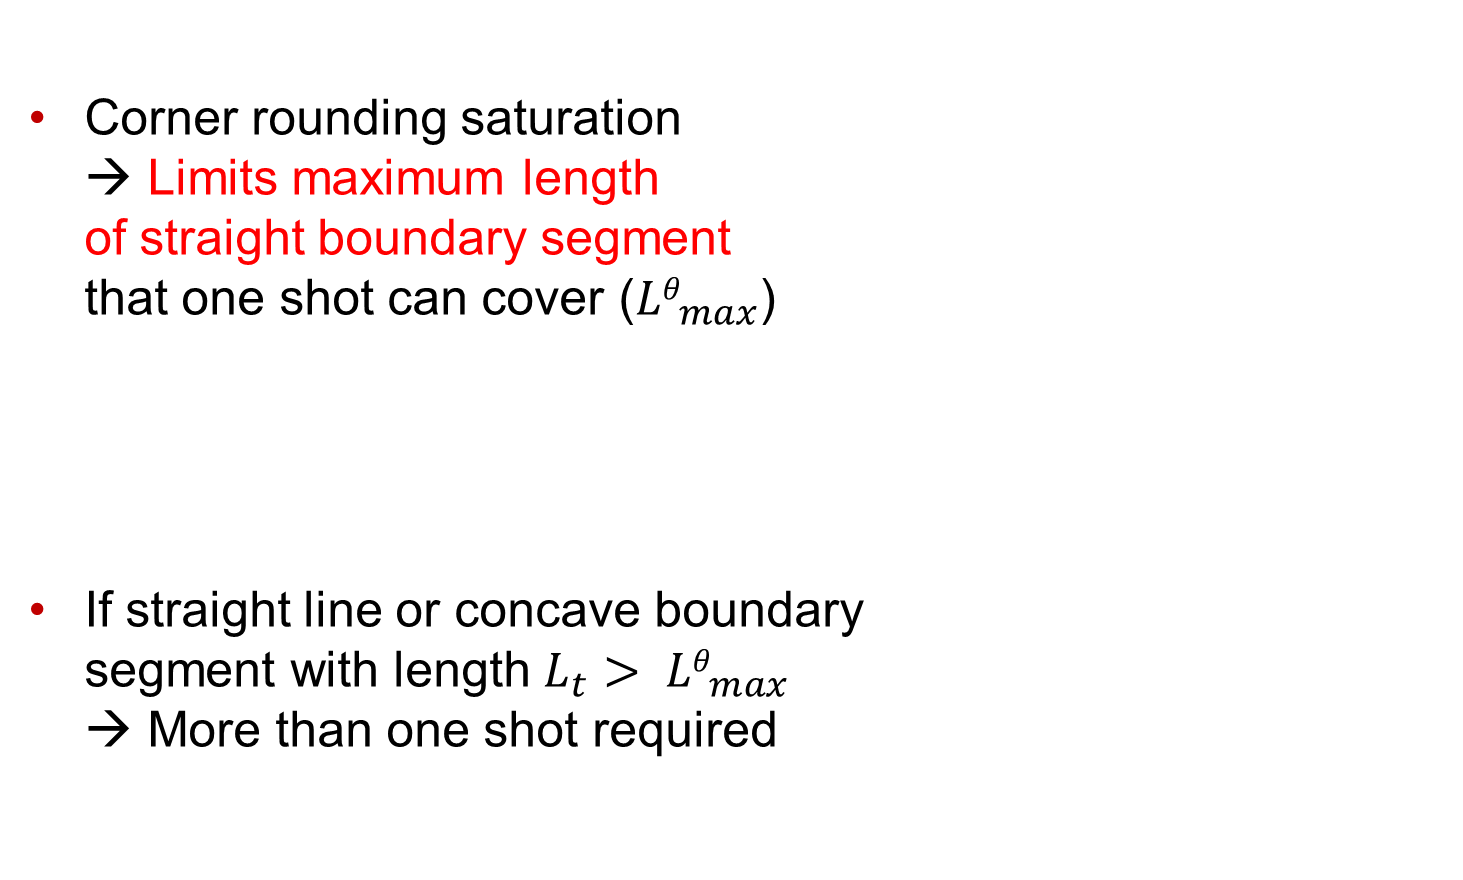 • Corner rounding saturation
→ Limits maximum length
of straight boundary segment
that one shot can cover (L^θ_max)
• If straight line or concave boundary
segment with length L_t > L^θ_max
→ More than one shot required